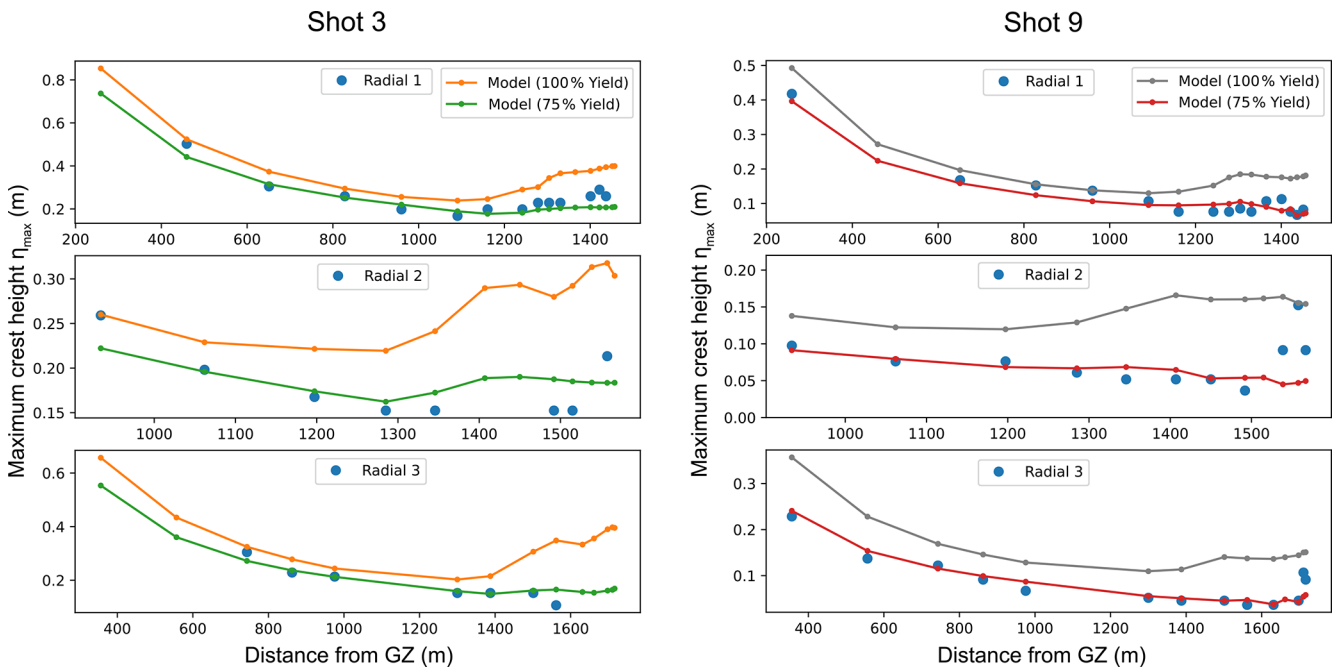 Shot 3
Shot 9
Maximum crest height ηmax (m)
0.8
0.6
0.4
0.2
Radial 1
Model (100% Yield)
Model (75% Yield)
200 400 600 800 1000 1200 1400
0.30
0.25
0.20
0.15
Radial 2
1000 1100 1200 1300 1400 1500
0.6
0.4
0.2
Radial 3
400 600 800 1000 1200 1400 1600
Distance from GZ (m)
Maximum crest height ηmax (m)
0.5
0.4
0.3
0.2
0.1
Radial 1
Model (100% Yield)
Model (75% Yield)
200 400 600 800 1000 1200 1400
0.20
0.15
0.10
0.05
0.00
Radial 2
1000 1100 1200 1300 1400 1500
0.3
0.2
0.1
Radial 3
400 600 800 1000 1200 1400 1600
Distance from GZ (m)